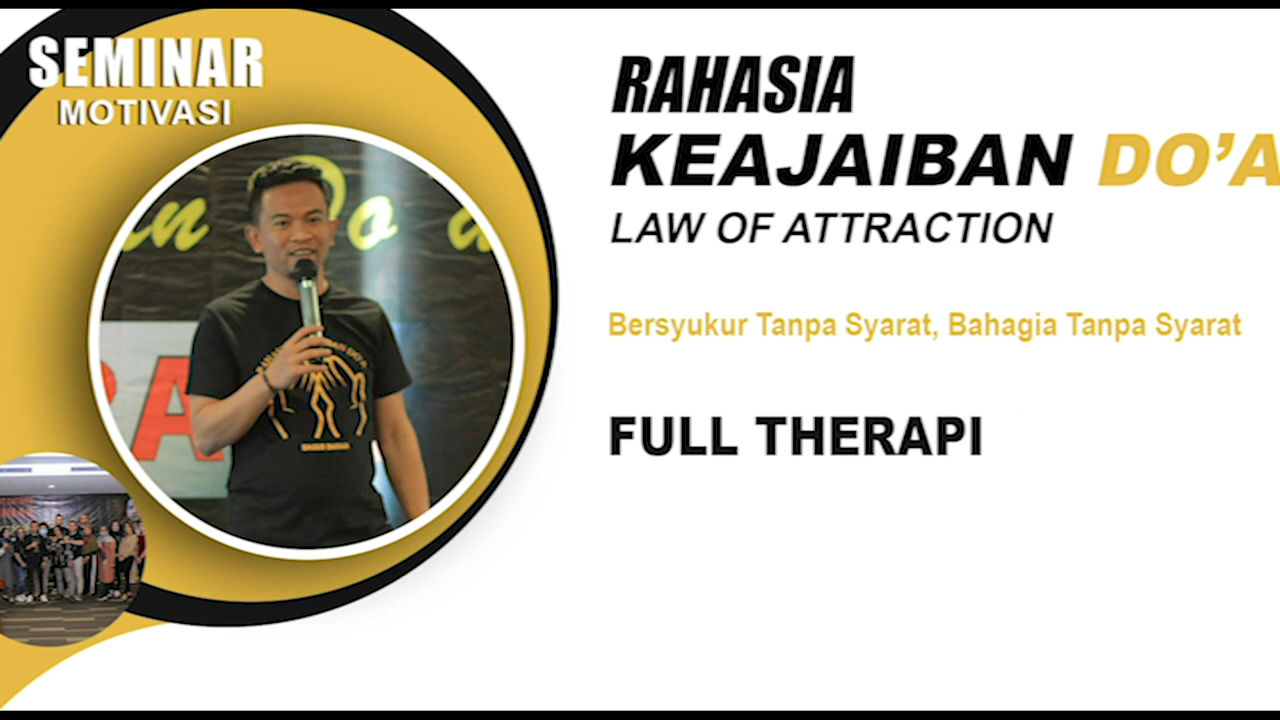 SEMINAR
MOTIVASI
RAHASIA
KEAJAIBAN DO'A
LAW OF ATTRACTION
Bersyukur Tanpa Syarat, Bahagia Tanpa Syarat
FULL THERAPI